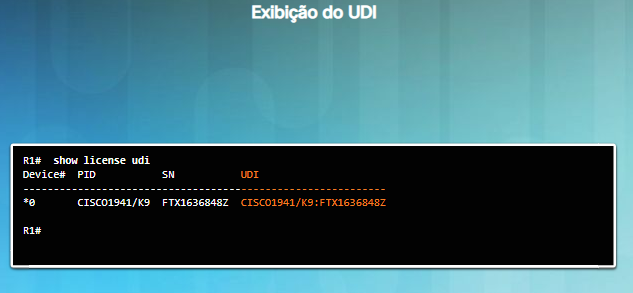 Exibição do UDI
R1#  show license udi
Device#  PID          SN           UDI
------------------------------------------------------------
*0       CISCO1941/K9  FTX1636848Z  CISCO1941/K9:FTX1636848Z
R1#